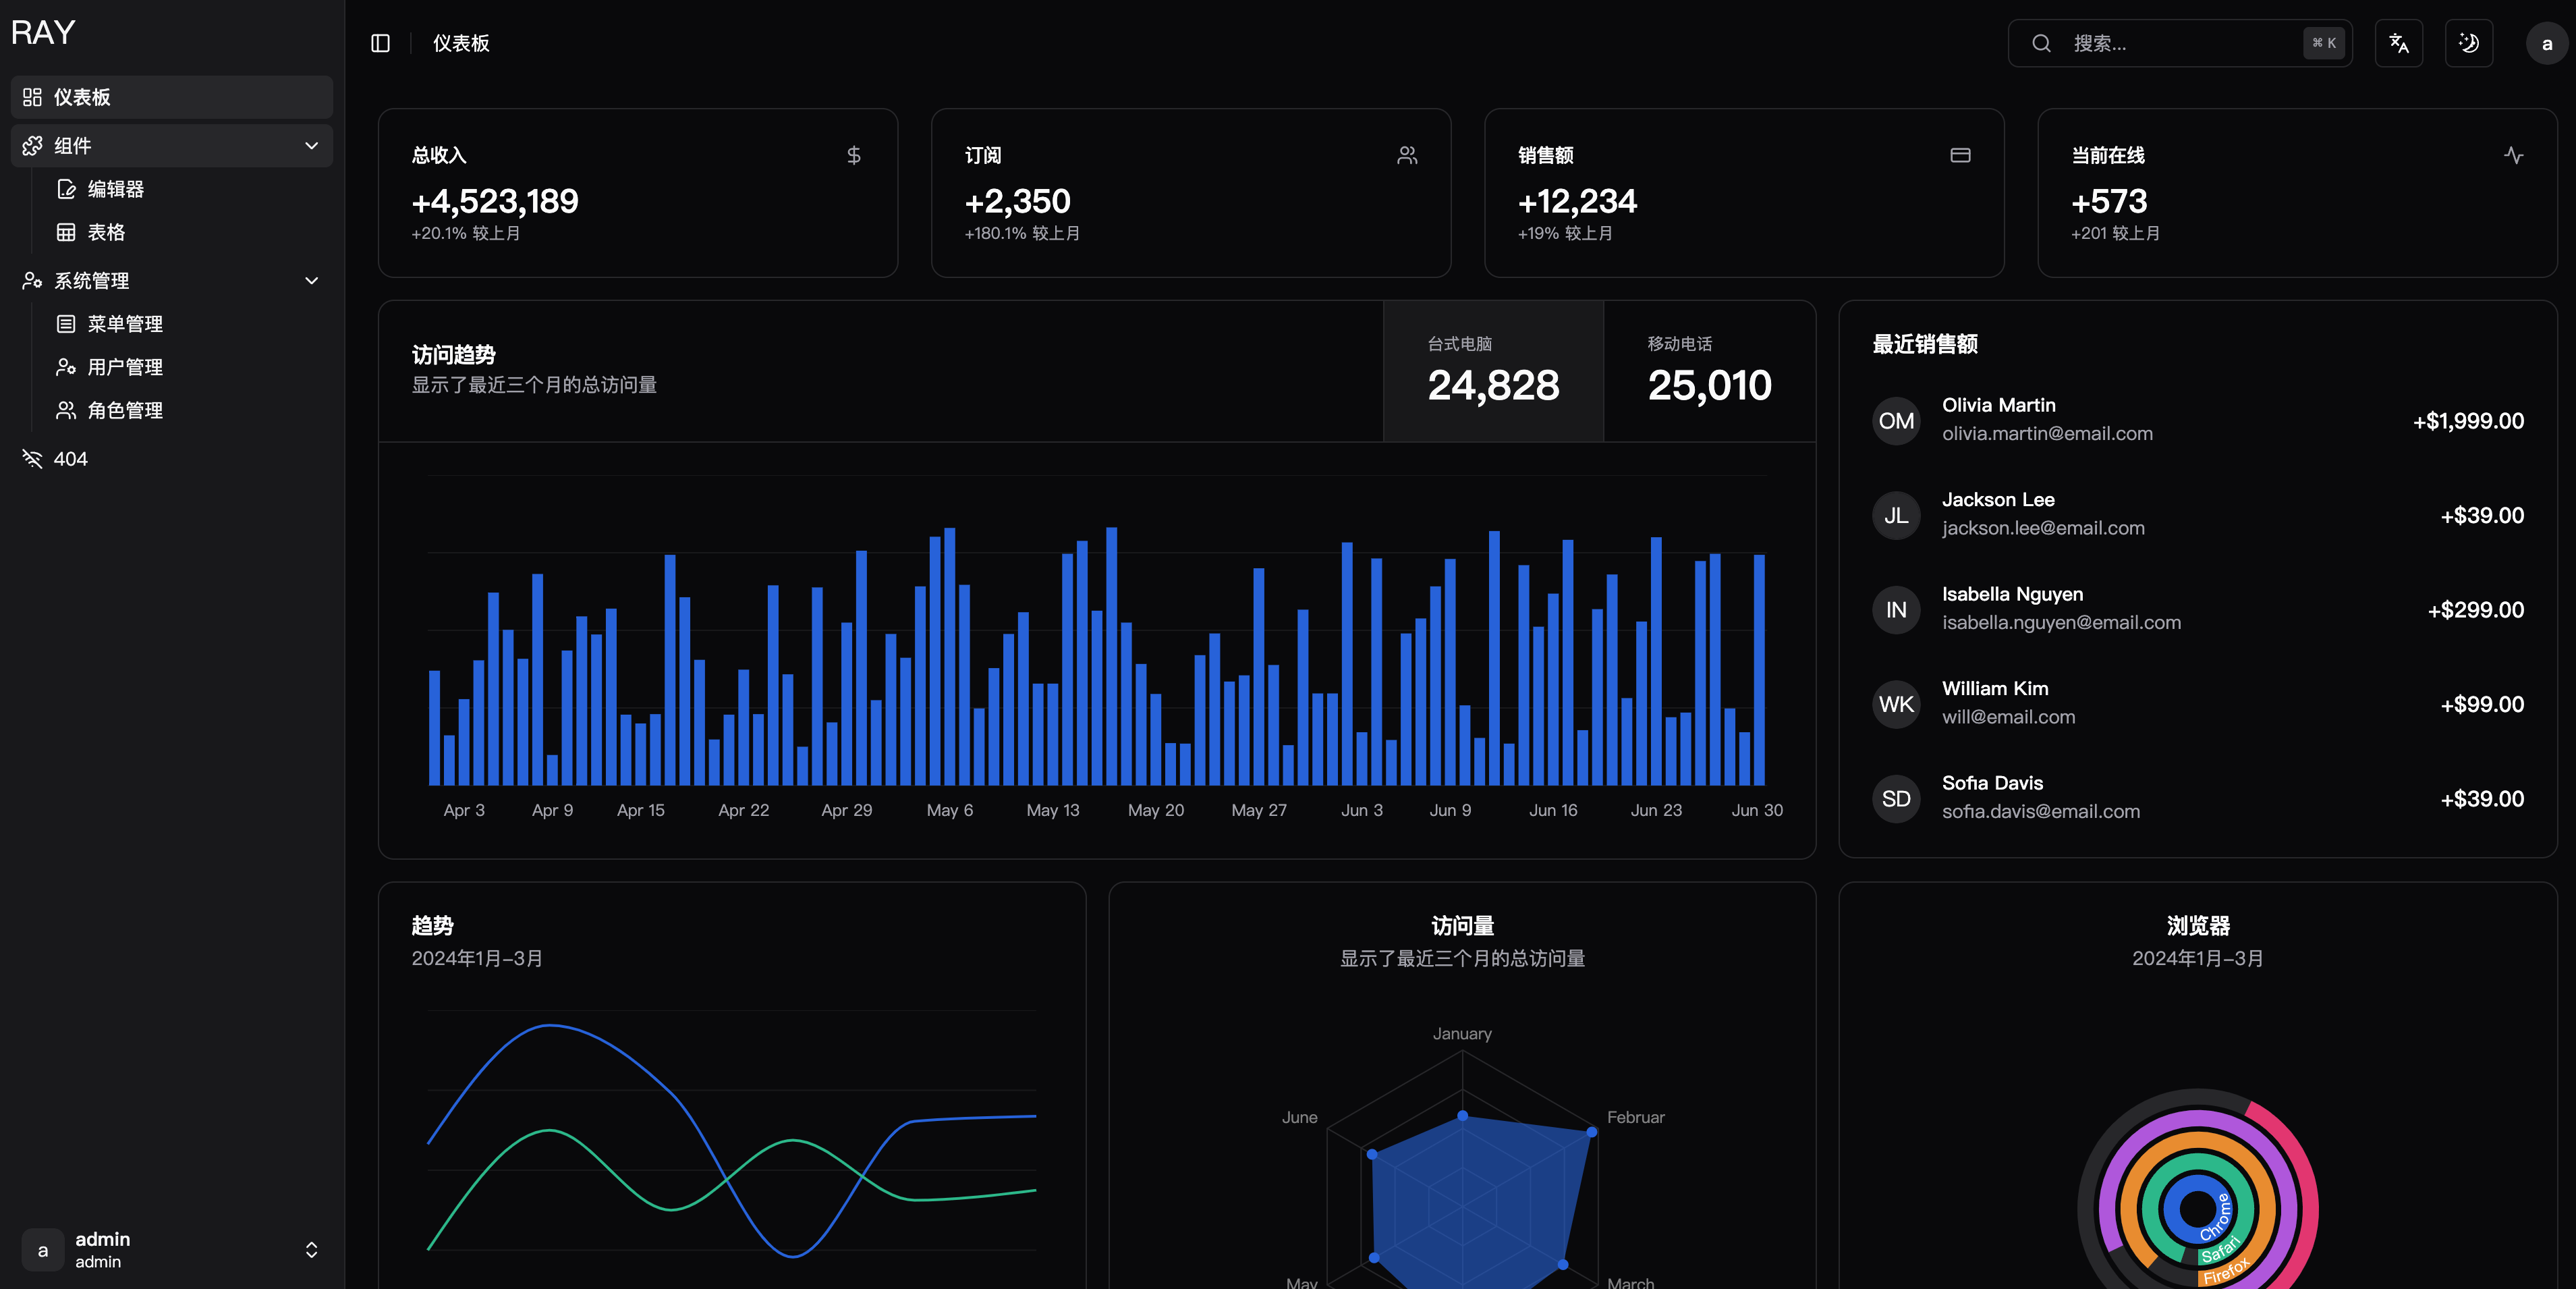 RAY
仪表板
组件
编辑器
表格
系统管理
菜单管理
用户管理
角色管理
404
a
admin
admin
仪表板
搜索...
⌘ K
a
总收入
+4,523,189
+20.1% 较上月
订阅
+2,350
+180.1% 较上月
销售额
+12,234
+19% 较上月
当前在线
+573
+201 较上月
访问趋势
显示了最近三个月的总访问量
台式电脑
24,828
移动电话
25,010
Apr 3 Apr 9 Apr 15 Apr 22 Apr 29 May 6 May 13 May 20 May 27 Jun 3 Jun 9 Jun 16 Jun 23 Jun 30
最近销售额
OM
Olivia Martin
olivia.martin@email.com
+$1,999.00
JL
Jackson Lee
jackson.lee@email.com
+$39.00
IN
Isabella Nguyen
isabella.nguyen@email.com
+$299.00
WK
William Kim
will@email.com
+$99.00
SD
Sofia Davis
sofia.davis@email.com
+$39.00
趋势
2024年1月-3月
访问量
显示了最近三个月的总访问量
January
Februar
March
May
June
浏览器
2024年1月-3月
Chrome
Safari
Firefox